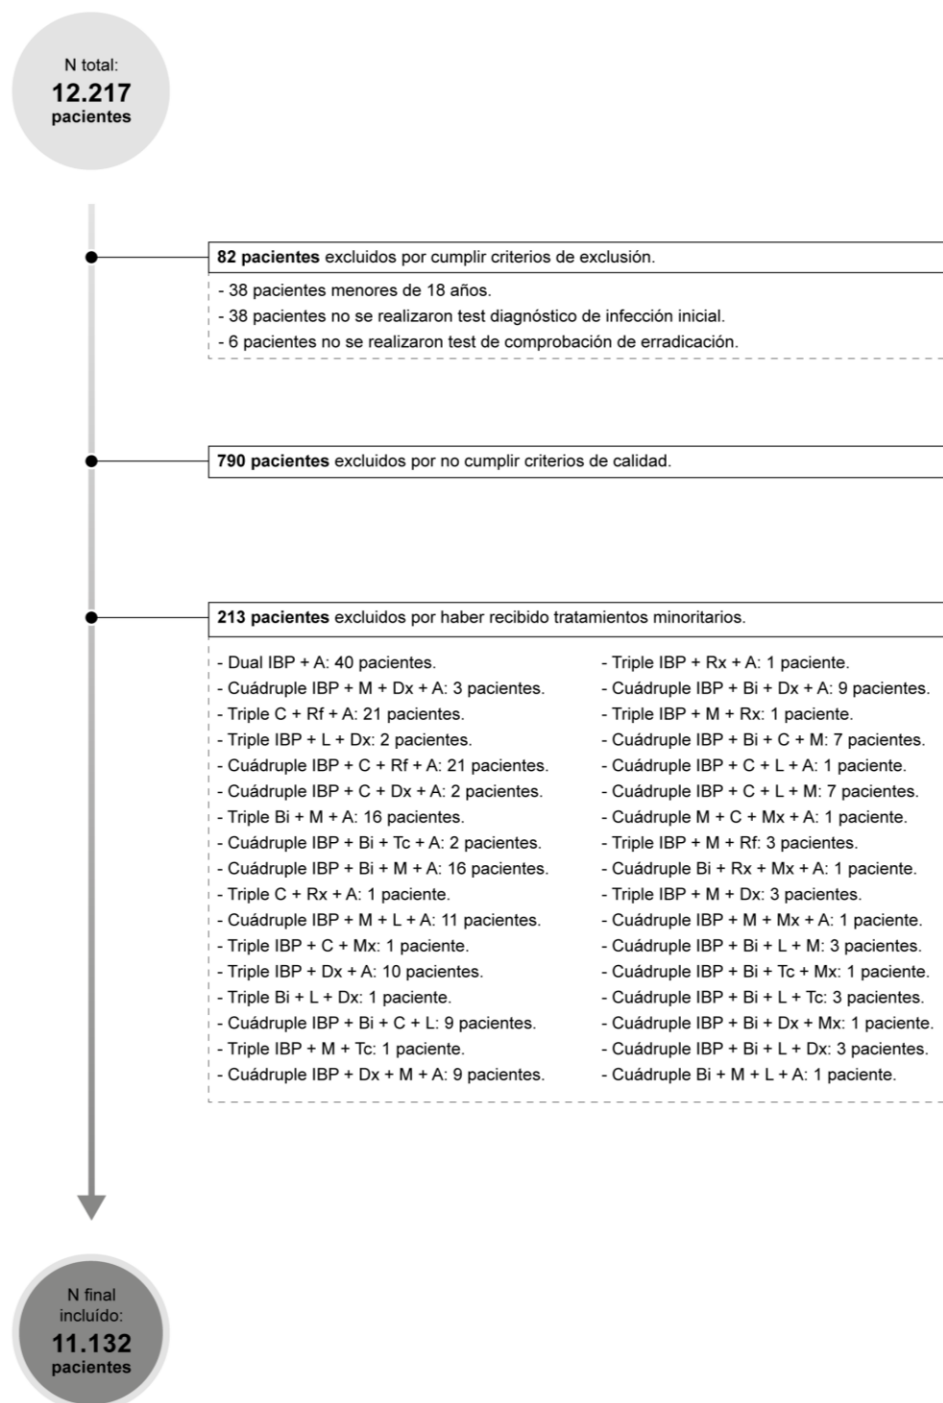 N total:
12.217
pacientes
82 pacientes excluidos por cumplir criterios de exclusión.
- 38 pacientes menores de 18 años.
- 38 pacientes no se realizaron test diagnóstico de infección inicial.
- 6 pacientes no se realizaron test de comprobación de erradicación.
790 pacientes excluidos por no cumplir criterios de calidad.
213 pacientes excluidos por haber recibido tratamientos minoritarios.
- Dual IBP + A: 40 pacientes.
- Cuádruple IBP + M + Dx + A: 3 pacientes.
- Triple C + Rf + A: 21 pacientes.
- Triple IBP + L + Dx: 2 pacientes.
- Cuádruple IBP + C + Rf + A: 21 pacientes.
- Cuádruple IBP + C + Dx + A: 2 pacientes.
- Triple Bi + M + A: 16 pacientes.
- Cuádruple IBP + Bi + Tc + A: 2 pacientes.
- Cuádruple IBP + Bi + M + A: 16 pacientes.
- Triple C + Rx + A: 1 paciente.
- Cuádruple IBP + M + L + A: 11 pacientes.
- Triple IBP + C + Mx: 1 paciente.
- Triple IBP + Dx + A: 10 pacientes.
- Triple Bi + L + Dx: 1 paciente.
- Cuádruple IBP + Bi + C + L: 9 pacientes.
- Triple IBP + M + Tc: 1 paciente.
- Cuádruple IBP + Dx + M + A: 9 pacientes.
- Triple IBP + Rx + A: 1 paciente.
- Cuádruple IBP + Bi + Dx + A: 9 pacientes.
- Triple IBP + M + Rx: 1 paciente.
- Cuádruple IBP + Bi + C + M: 7 pacientes.
- Cuádruple IBP + C + L + A: 1 paciente.
- Cuádruple IBP + C + L + M: 7 pacientes.
- Cuádruple M + C + Mx + A: 1 paciente.
- Triple IBP + M + Rf: 3 pacientes.
- Cuádruple Bi + Rx + Mx + A: 1 paciente.
- Triple IBP + M + Dx: 3 pacientes.
- Cuádruple IBP + M + Mx + A: 1 paciente.
- Cuádruple IBP + Bi + L + M: 3 pacientes.
- Cuádruple IBP + Bi + Tc + Mx: 1 paciente.
- Cuádruple IBP + Bi + L + Tc: 3 pacientes.
- Cuádruple IBP + Bi + Dx + Mx: 1 paciente.
- Cuádruple IBP + Bi + L + Dx: 3 pacientes.
- Cuádruple Bi + M + L + A: 1 paciente.
N final
incluído:
11.132
pacientes